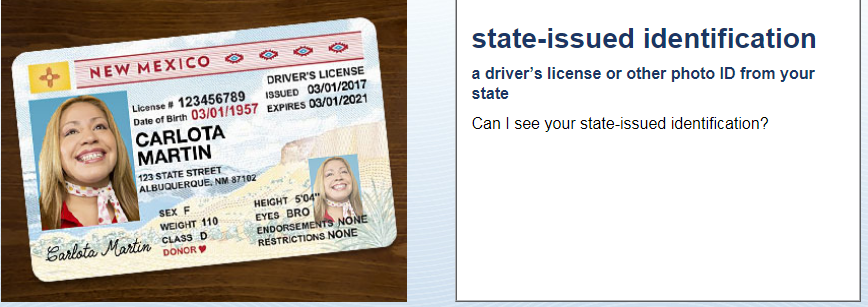 NEW MEXICO
DRIVER'S LICENSE
License # 123456789
ISSUED 03/01/2017
Date of Birth 03/01/1957
EXPIRES 03/01/2021
CARLOTA
MARTIN
123 STATE STREET
ALBUQUERQUE, NM 87102
SEX F
HEIGHT 5'04"
WEIGHT 110
EYES BRO
CLASS D
ENDORSEMENTS NONE
DONOR
RESTRICTIONS NONE
Carlota Martin
state-issued identification
a driver's license or other photo ID from your
state
Can I see your state-issued identification?